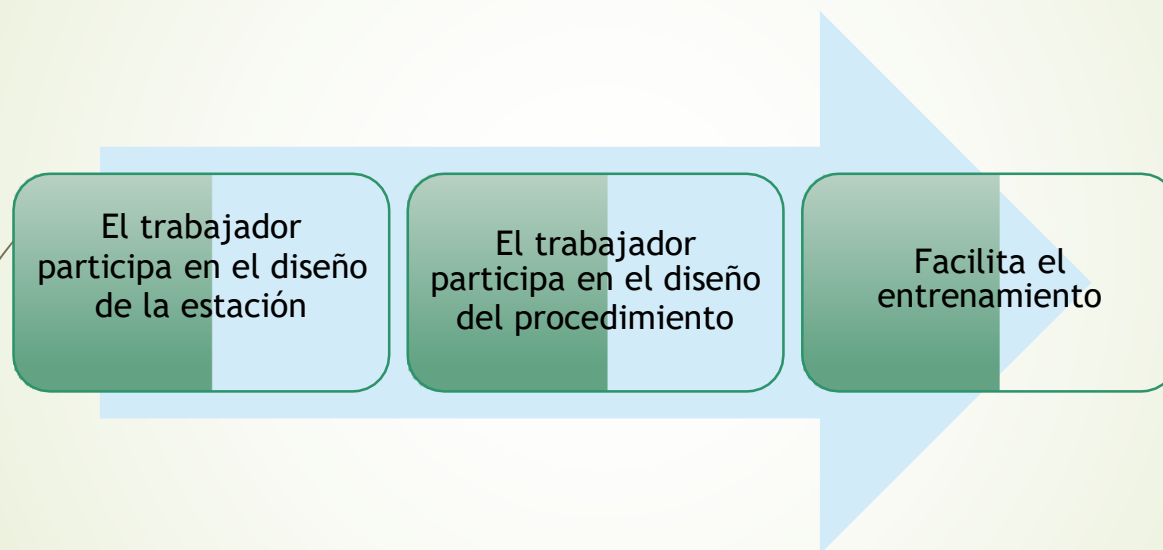 El trabajador
participa en el diseño
de la estación
El trabajador
participa en el diseño
del procedimiento
Facilita el
entrenamiento